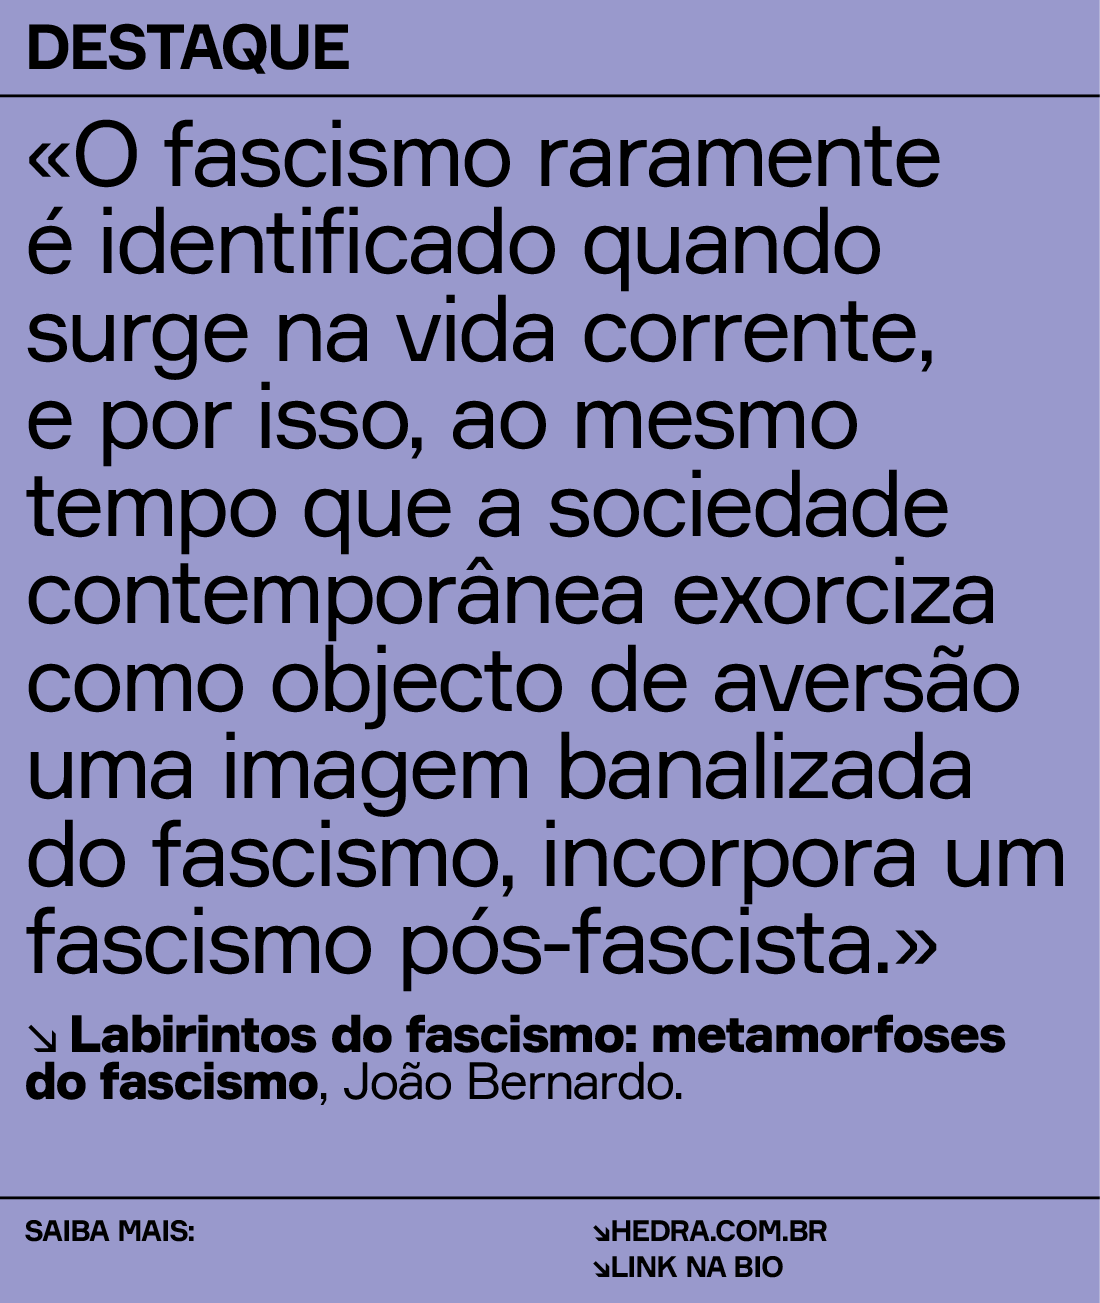 DESTAQUE
«O fascismo raramente
é identificado quando
surge na vida corrente,
e por isso, ao mesmo
tempo que a sociedade
contemporânea exorciza
como objecto de aversão
uma imagem banalizada
do fascismo, incorpora um
fascismo pós-fascista.»
↘ Labirintos do fascismo: metamorfoses
do fascismo, João Bernardo.
SAIBA MAIS:
↘HEDRA.COM.BR
↘LINK NA BIO